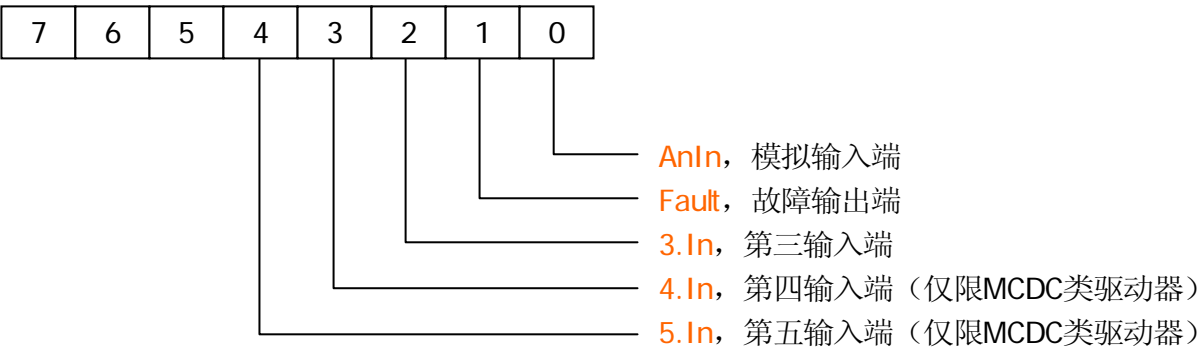 7 6 5 4 3 2 1 0
AnIn，模拟输入端
Fault，故障输出端
3.In，第三输入端
4.In，第四输入端（仅限MCDC类驱动器）
5.In，第五输入端（仅限MCDC类驱动器）